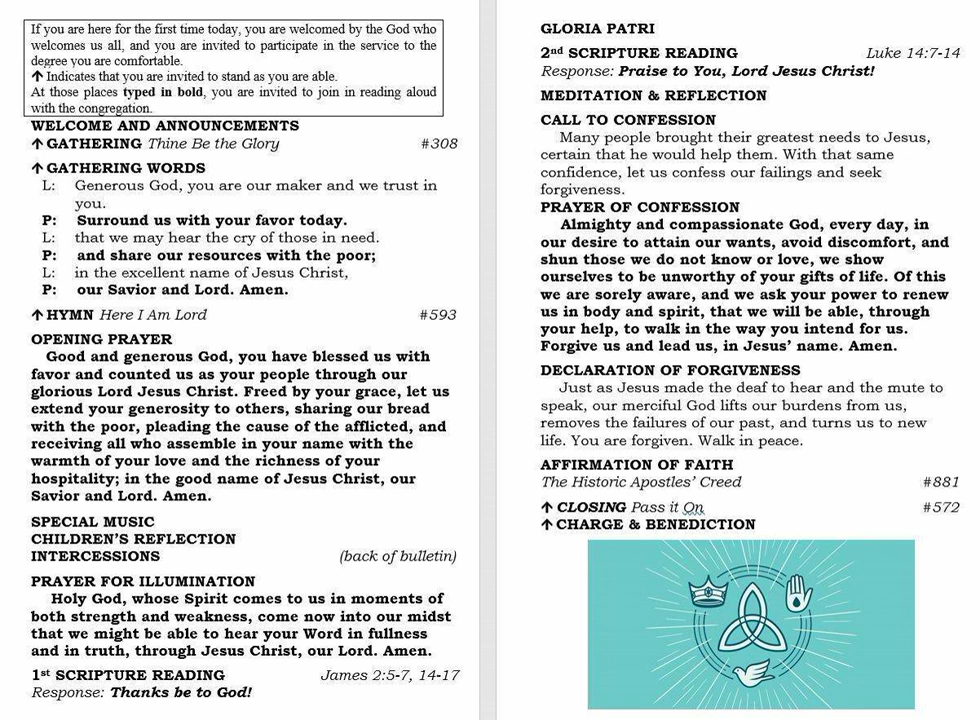 If you are here for the first time today, you are welcomed by the God who
welcomes us all, and you are invited to participate in the service to the
degree you are comfortable.
↑ Indicates that you are invited to stand as you are able.
At those places typed in bold, you are invited to join in reading aloud
with the congregation.
WELCOME AND ANNOUNCEMENTS
↑ GATHERING Thine Be the Glory #308
↑ GATHERING WORDS
L: Generous God, you are our maker and we trust in
you.
P: Surround us with your favor today.
L: that we may hear the cry of those in need.
P: and share our resources with the poor;
L: in the excellent name of Jesus Christ,
P: our Savior and Lord. Amen.
↑ HYMN Here I Am Lord #593
OPENING PRAYER
Good and generous God, you have blessed us with
favor and counted us as your people through our
glorious Lord Jesus Christ. Freed by your grace, let us
extend your generosity to others, sharing our bread
with the poor, pleading the cause of the afflicted, and
receiving all who assemble in your name with the
warmth of your love and the richness of your
hospitality; in the good name of Jesus Christ, our
Savior and Lord. Amen.
SPECIAL MUSIC
CHILDREN'S REFLECTION
INTERCESSIONS (back of bulletin)
PRAYER FOR ILLUMINATION
Holy God, whose Spirit comes to us in moments of
both strength and weakness, come now into our midst
that we might be able to hear your Word in fullness
and in truth, through Jesus Christ, our Lord. Amen.
1st SCRIPTURE READING James 2:5-7, 14-17
Response: Thanks be to God!
GLORIA PATRI
2nd SCRIPTURE READING Luke 14:7-14
Response: Praise to You, Lord Jesus Christ!
MEDITATION & REFLECTION
CALL TO CONFESSION
Many people brought their greatest needs to Jesus,
certain that he would help them. With that same
confidence, let us confess our failings and seek
forgiveness.
PRAYER OF CONFESSION
Almighty and compassionate God, every day, in
our desire to attain our wants, avoid discomfort, and
shun those we do not know or love, we show
ourselves to be unworthy of your gifts of life. Of this
we are sorely aware, and we ask your power to renew
us in body and spirit, that we will be able, through
your help, to walk in the way you intend for us.
Forgive us and lead us, in Jesus' name. Amen.
DECLARATION OF FORGIVENESS
Just as Jesus made the deaf to hear and the mute to
speak, our merciful God lifts our burdens from us,
removes the failures of our past, and turns us to new
life. You are forgiven. Walk in peace.
AFFIRMATION OF FAITH
The Historic Apostles' Creed #881
↑ CLOSING Pass it On #572
↑ CHARGE & BENEDICTION